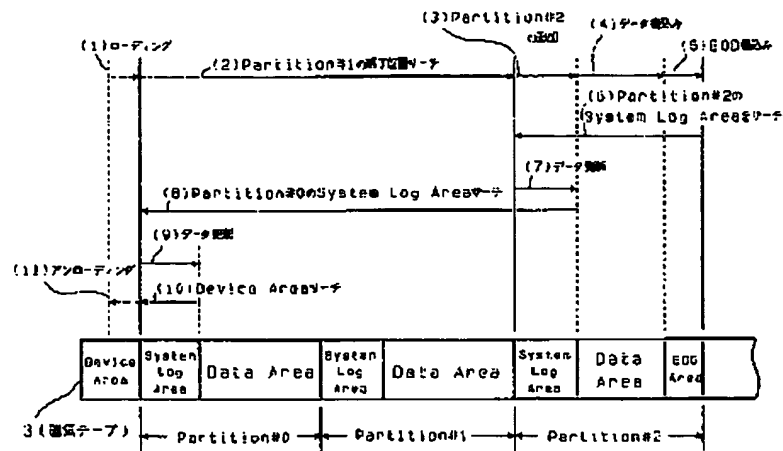 (1)ローディング
(2)Partition#1の終了位置サーチ
(3)Partition#2
(4)データ書込み
(5)EOD書込み
(6)Partition#2の
System Log Areaをサーチ
(7)データ更新
(8)Partition#0のSystem Log Areaサーチ
(9)データ更新
(10)Device Areaサーチ
(11)アンローディング
Device Area
System Log Area
Data Area
System Log Area
Data Area
System Log Area
Data Area
EOD Area
3(磁気テープ)
Partition#0
Partition#1
Partition#2